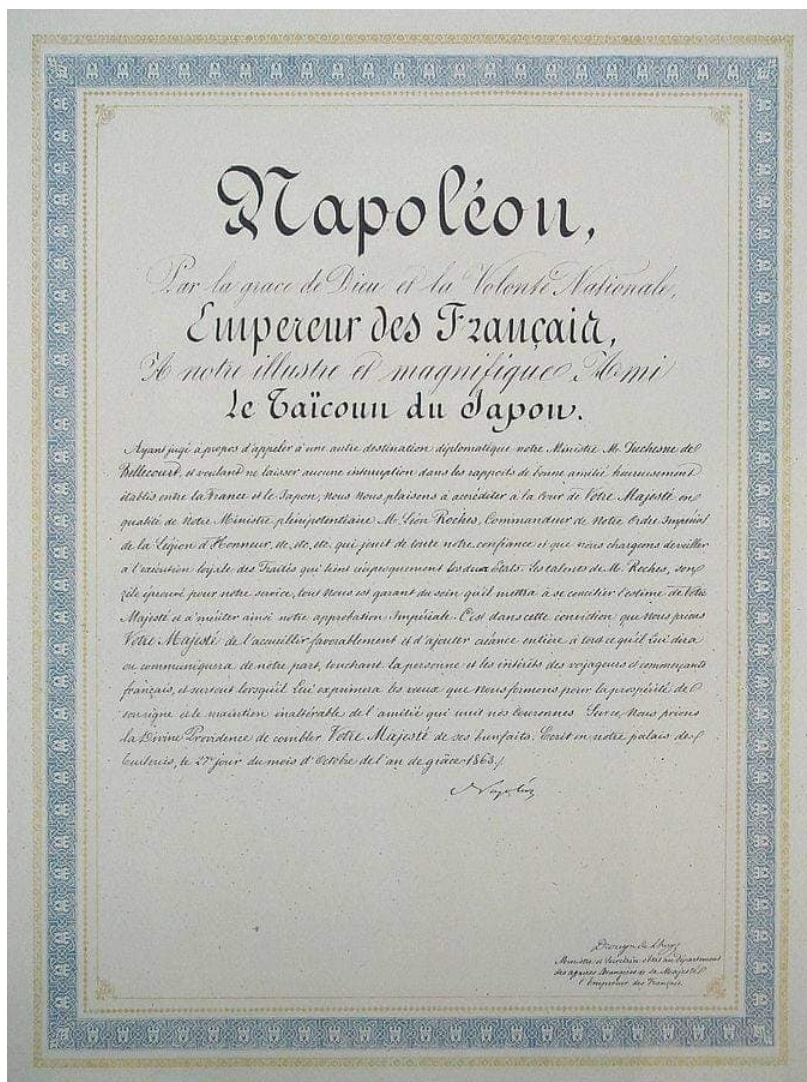 Napoléon,
Par la grace de Dieu et la Volonté Nationale,
Empereur des Français,
A notre illustre et magnifique Ami
Le Taïcoun du Japon.
Ayant jugé à propos d'appeler à une autre destination diplomatique notre Ministre M. Duchesne de
Bellecourt, et voulant ne laisser aucune interruption dans les rapports de bonne amitié heureusement
établis entre la France et le Japon, nous nous plaisons à accréditer à la Cour de Votre Majesté en
qualité de Notre Ministre plénipotentiaire M. Léon Roches, Commandeur de Notre Ordre Impérial
de la Légion d'Honneur, etc, etc, etc, qui jouit de toute notre confiance et que nous chargeons de veiller
à l'exécution loyale des Traités qui lient réciproquement les deux Etats. Les talents de M. Roches, son
zèle éprouvé pour notre service, tout Nous est garant du soin qu'il mettra à se concilier l'estime de Votre
Majesté et à mériter ainsi notre approbation Impériale. C'est dans cette conviction que Nous prions
Votre Majesté de l'accueillir favorablement et d'ajouter créance entière à tout ce qu'il Lui dira
ou communiquera de notre part, touchant la personne et les intérêts des voyageurs et commerçants
français, et surtout lorsqu'il Lui exprimera les vœux que Nous formons pour la prospérité de
son règne et le maintien inaltérable de l'amitié qui unit nos Couronnes. Sur ce, Nous prions
la Divine Providence de combler Votre Majesté de ses bienfaits. Ecrit en notre palais de
le 27e jour du mois d'Octobre de l'an de grâce 1863.
Napoléon
Drouyn de Lhuys
Ministre et Secrétaire d'Etat au département
des affaires étrangères de Sa Majesté
l'Empereur des Français.